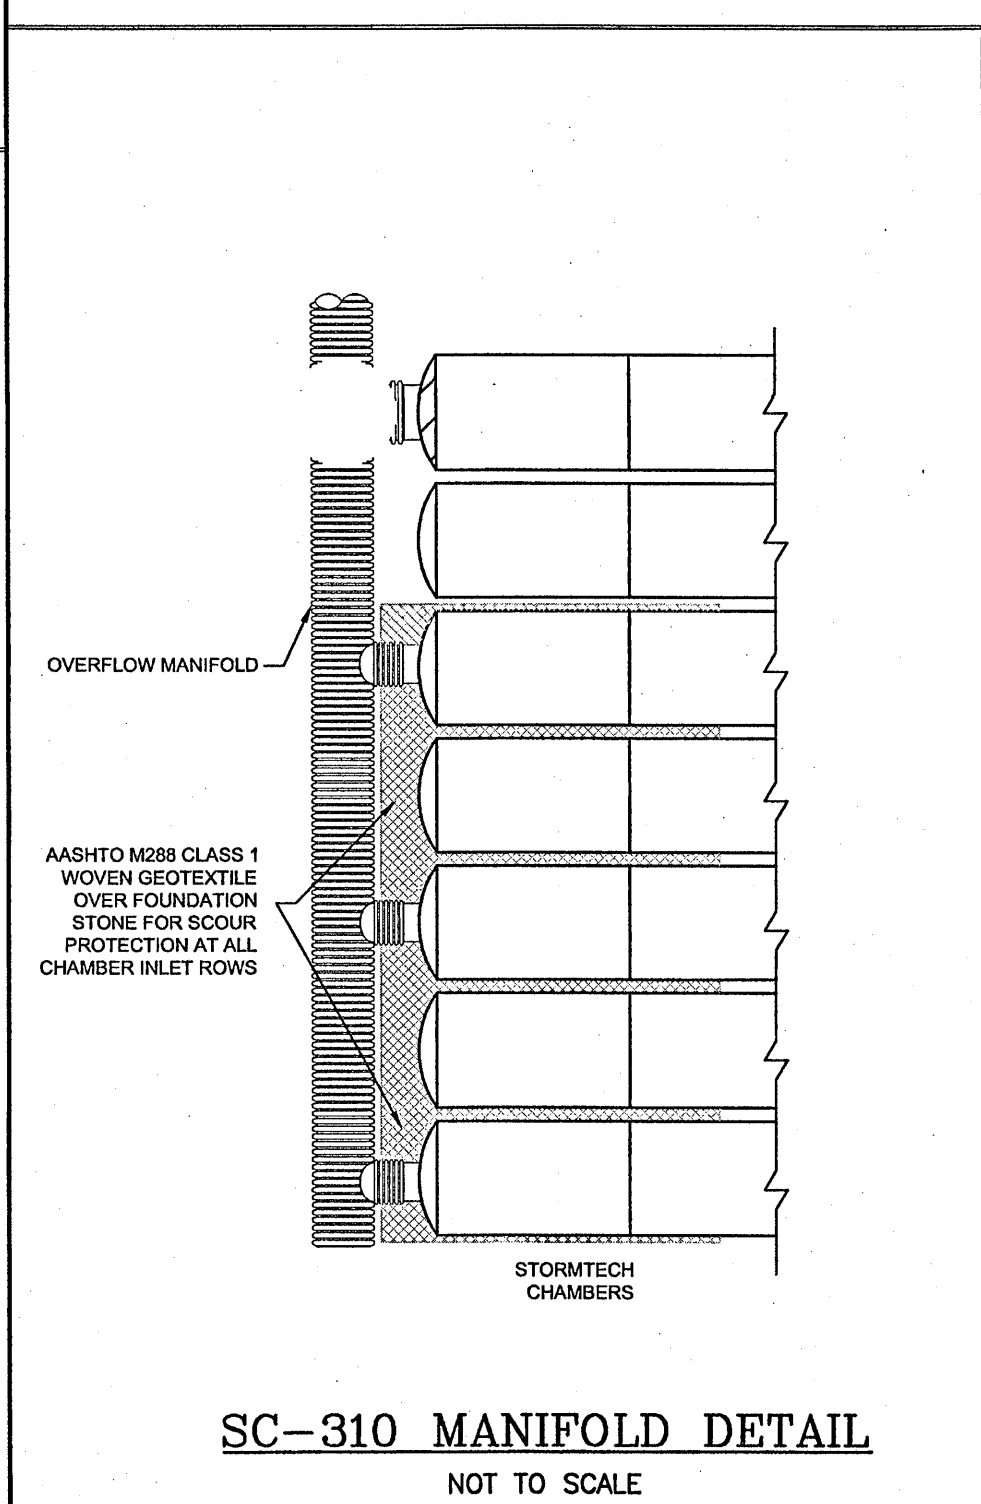 OVERFLOW MANIFOLD
AASHTO M288 CLASS 1
WOVEN GEOTEXTILE
OVER FOUNDATION
STONE FOR SCOUR
PROTECTION AT ALL
CHAMBER INLET ROWS
STORMTECH
CHAMBERS
SC-310 MANIFOLD DETAIL
NOT TO SCALE